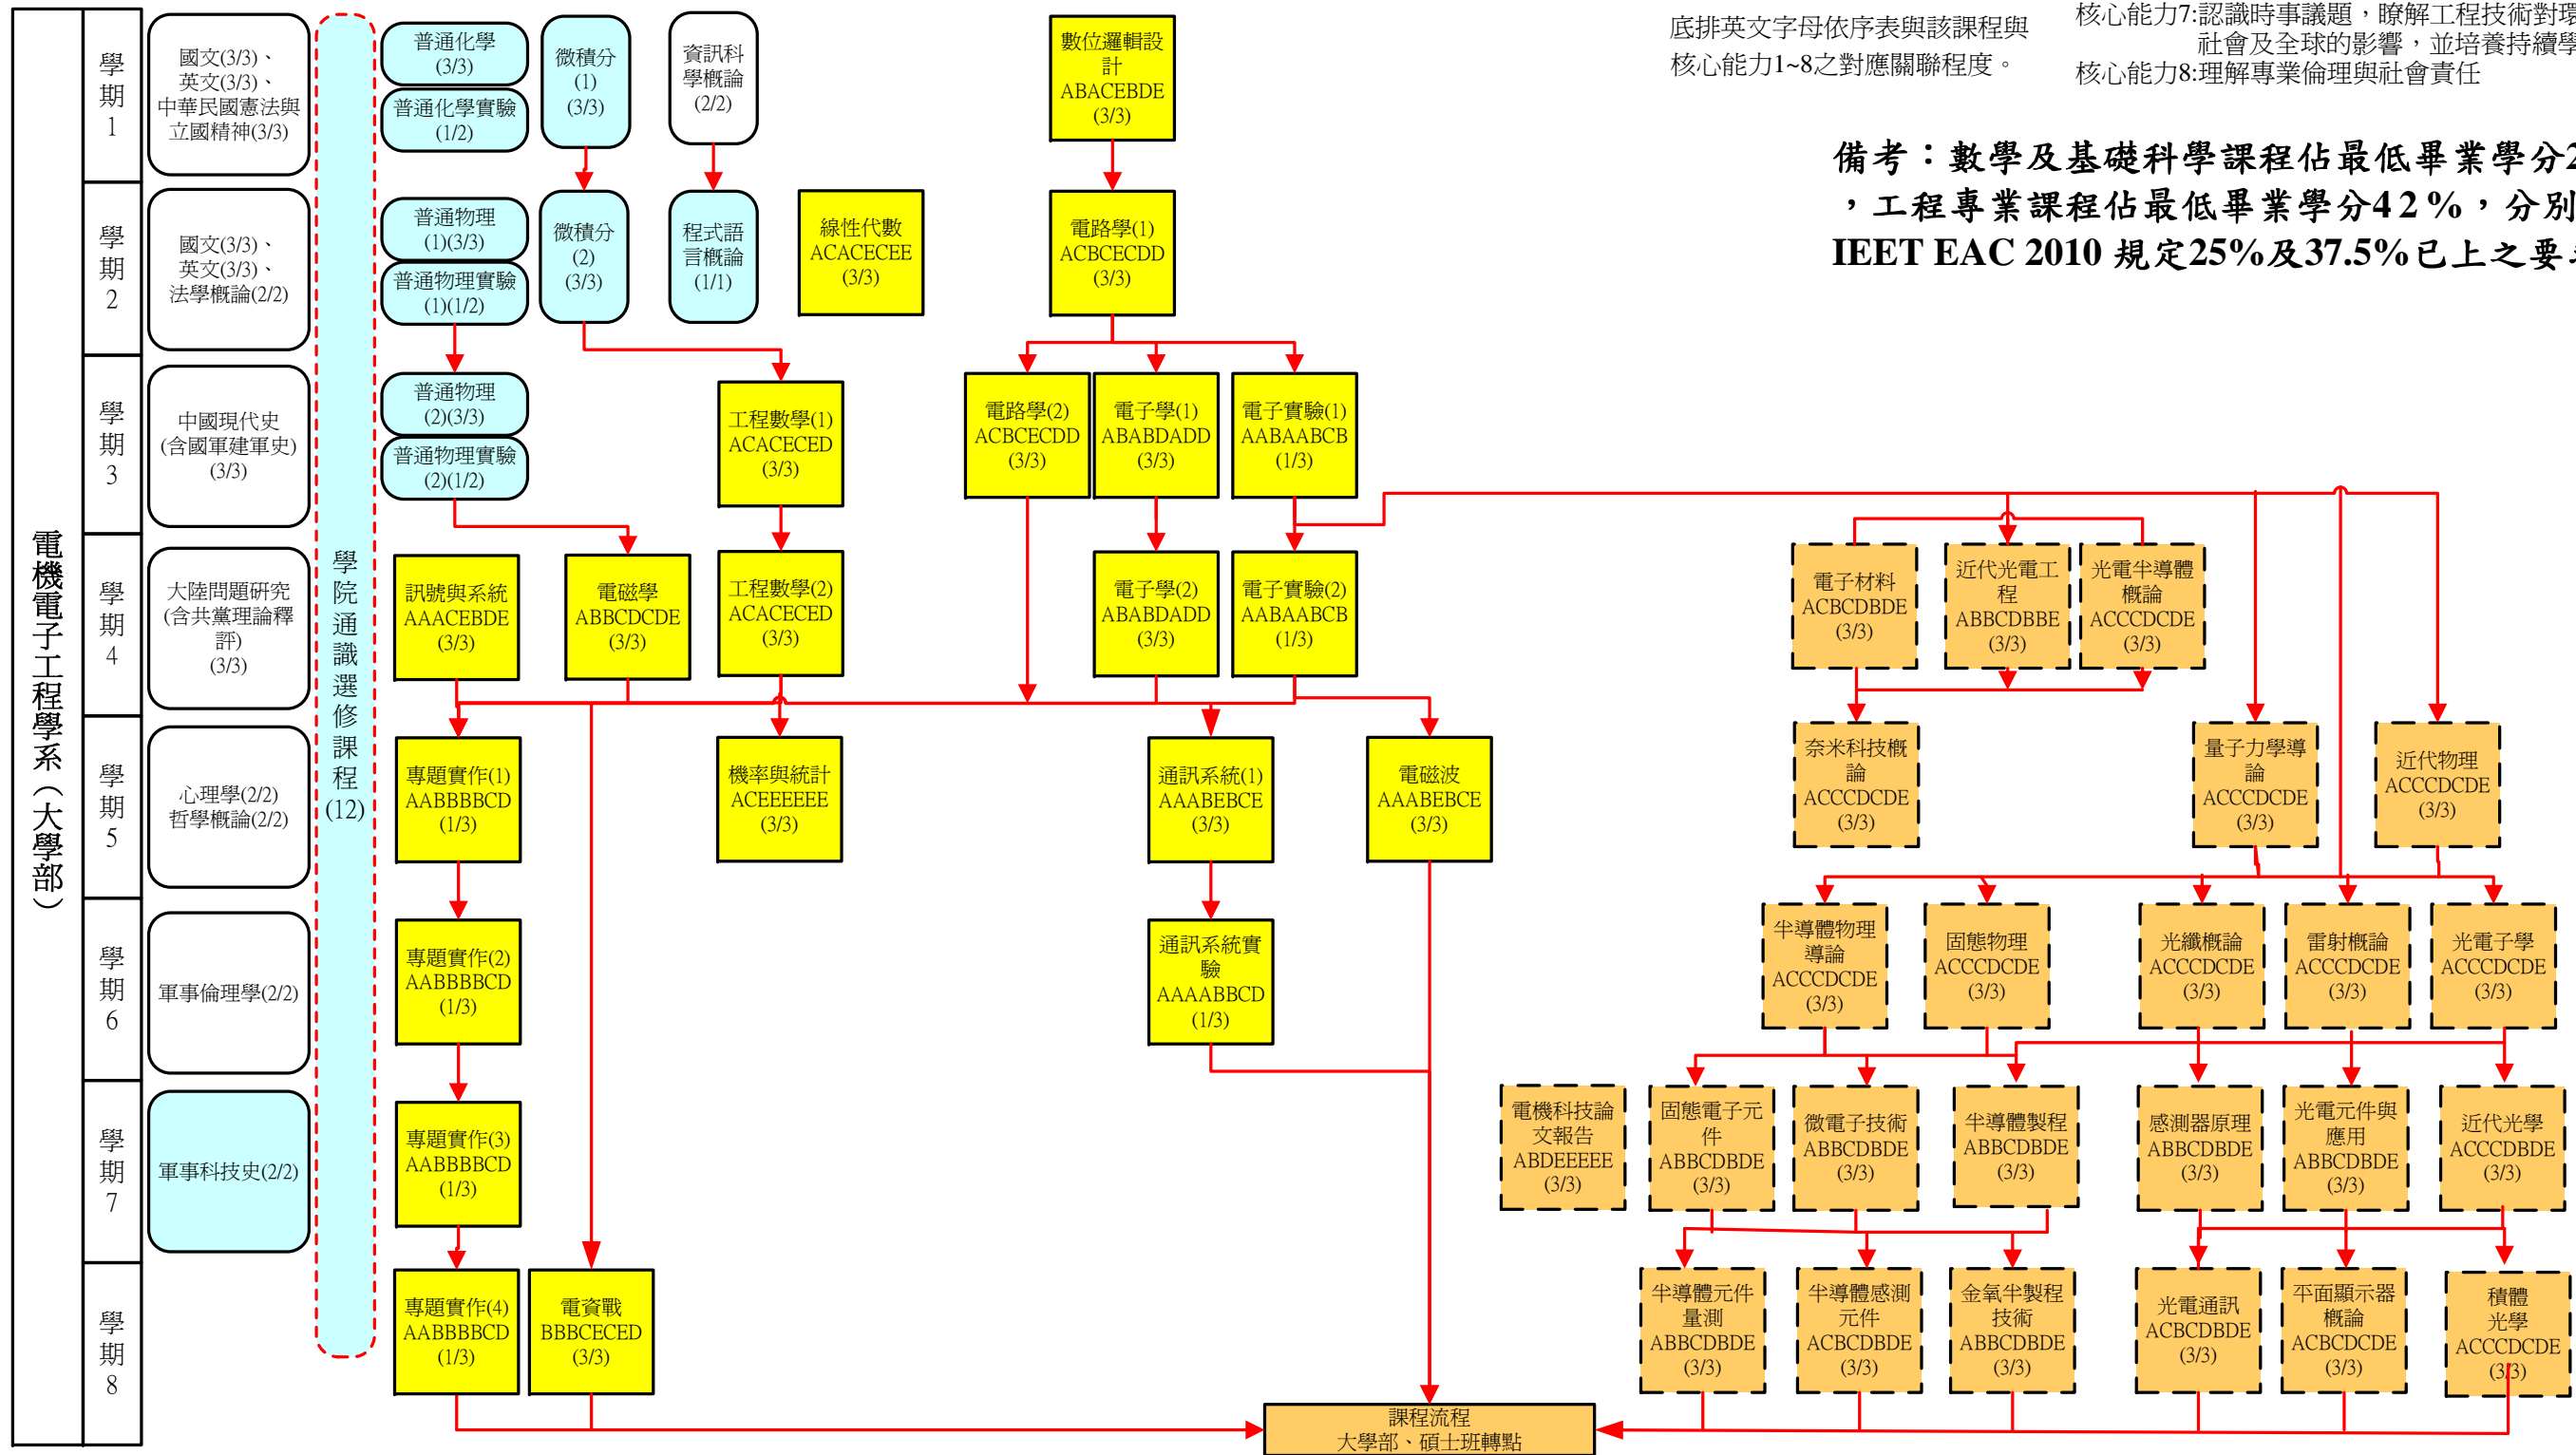 底排英文字母依序表與該課程與
核心能力1~8之對應關聯程度。
核心能力7:認識時事議題，瞭解工程技術對環
社會及全球的影響，並培養持續學
核心能力8:理解專業倫理與社會責任
備考：數學及基礎科學課程佔最低畢業學分2
，工程專業課程佔最低畢業學分42%，分別
IEET EAC 2010 規定25%及37.5%已上之要求
電機電子工程學系（大學部）
學院通識選修課程
(12)
學期1
國文(3/3)、
英文(3/3)、
中華民國憲法與
立國精神(3/3)
普通化學
(3/3)
普通化學實驗
(1/2)
微積分
(1)
(3/3)
資訊科
學概論
(2/2)
數位邏輯設
計
ABACEBDE
(3/3)
學期2
國文(3/3)、
英文(3/3)、
法學概論(2/2)
普通物理
(1)(3/3)
普通物理實驗
(1)(1/2)
微積分
(2)
(3/3)
程式語
言概論
(1/1)
線性代數
ACACECEE
(3/3)
電路學(1)
ACBCECDD
(3/3)
學期3
中國現代史
(含國軍建軍史)
(3/3)
普通物理
(2)(3/3)
普通物理實驗
(2)(1/2)
工程數學(1)
ACACECED
(3/3)
電路學(2)
ACBCECDD
(3/3)
電子學(1)
ABABDADD
(3/3)
電子實驗(1)
AABAABCB
(1/3)
學期4
大陸問題研究
(含共黨理論釋
評)
(3/3)
訊號與系統
AAACEBDE
(3/3)
電磁學
ABBCDCDE
(3/3)
工程數學(2)
ACACECED
(3/3)
電子學(2)
ABABDADD
(3/3)
電子實驗(2)
AABAABCB
(1/3)
電子材料
ACBCDBDE
(3/3)
近代光電工
程
ABBCDBBE
(3/3)
光電半導體
概論
ACCCDCDE
(3/3)
學期5
心理學(2/2)
哲學概論(2/2)
專題實作(1)
AABBBBCD
(1/3)
機率與統計
ACEEEEEE
(3/3)
通訊系統(1)
AAABEBCE
(3/3)
電磁波
AAABEBCE
(3/3)
奈米科技概
論
ACCCDCDE
(3/3)
量子力學導
論
ACCCDCDE
(3/3)
近代物理
ACCCDCDE
(3/3)
學期6
軍事倫理學(2/2)
專題實作(2)
AABBBBCD
(1/3)
通訊系統實
驗
AAAABBCD
(1/3)
半導體物理
導論
ACCCDCDE
(3/3)
固態物理
ACCCDCDE
(3/3)
光纖概論
ACCCDCDE
(3/3)
雷射概論
ACCCDCDE
(3/3)
光電子學
ACCCDCDE
(3/3)
學期7
軍事科技史(2/2)
專題實作(3)
AABBBBCD
(1/3)
電機科技論
文報告
ABDEEEEE
(3/3)
固態電子元
件
ABBCDBDE
(3/3)
微電子技術
ABBCDBDE
(3/3)
半導體製程
ABBCDBDE
(3/3)
感測器原理
ABBCDBDE
(3/3)
光電元件與
應用
ABBCDBDE
(3/3)
近代光學
ACCCDBDE
(3/3)
學期8
專題實作(4)
AABBBBCD
(1/3)
電資戰
BBBCECED
(3/3)
半導體元件
量測
ABBCDBDE
(3/3)
半導體感測
元件
ACBCDBDE
(3/3)
金氧半製程
技術
ABBCDBDE
(3/3)
光電通訊
ACBCDBDE
(3/3)
平面顯示器
概論
ACBCDCDE
(3/3)
積體
光學
ACCCDCDE
(3/3)
課程流程
大學部、碩士班轉點